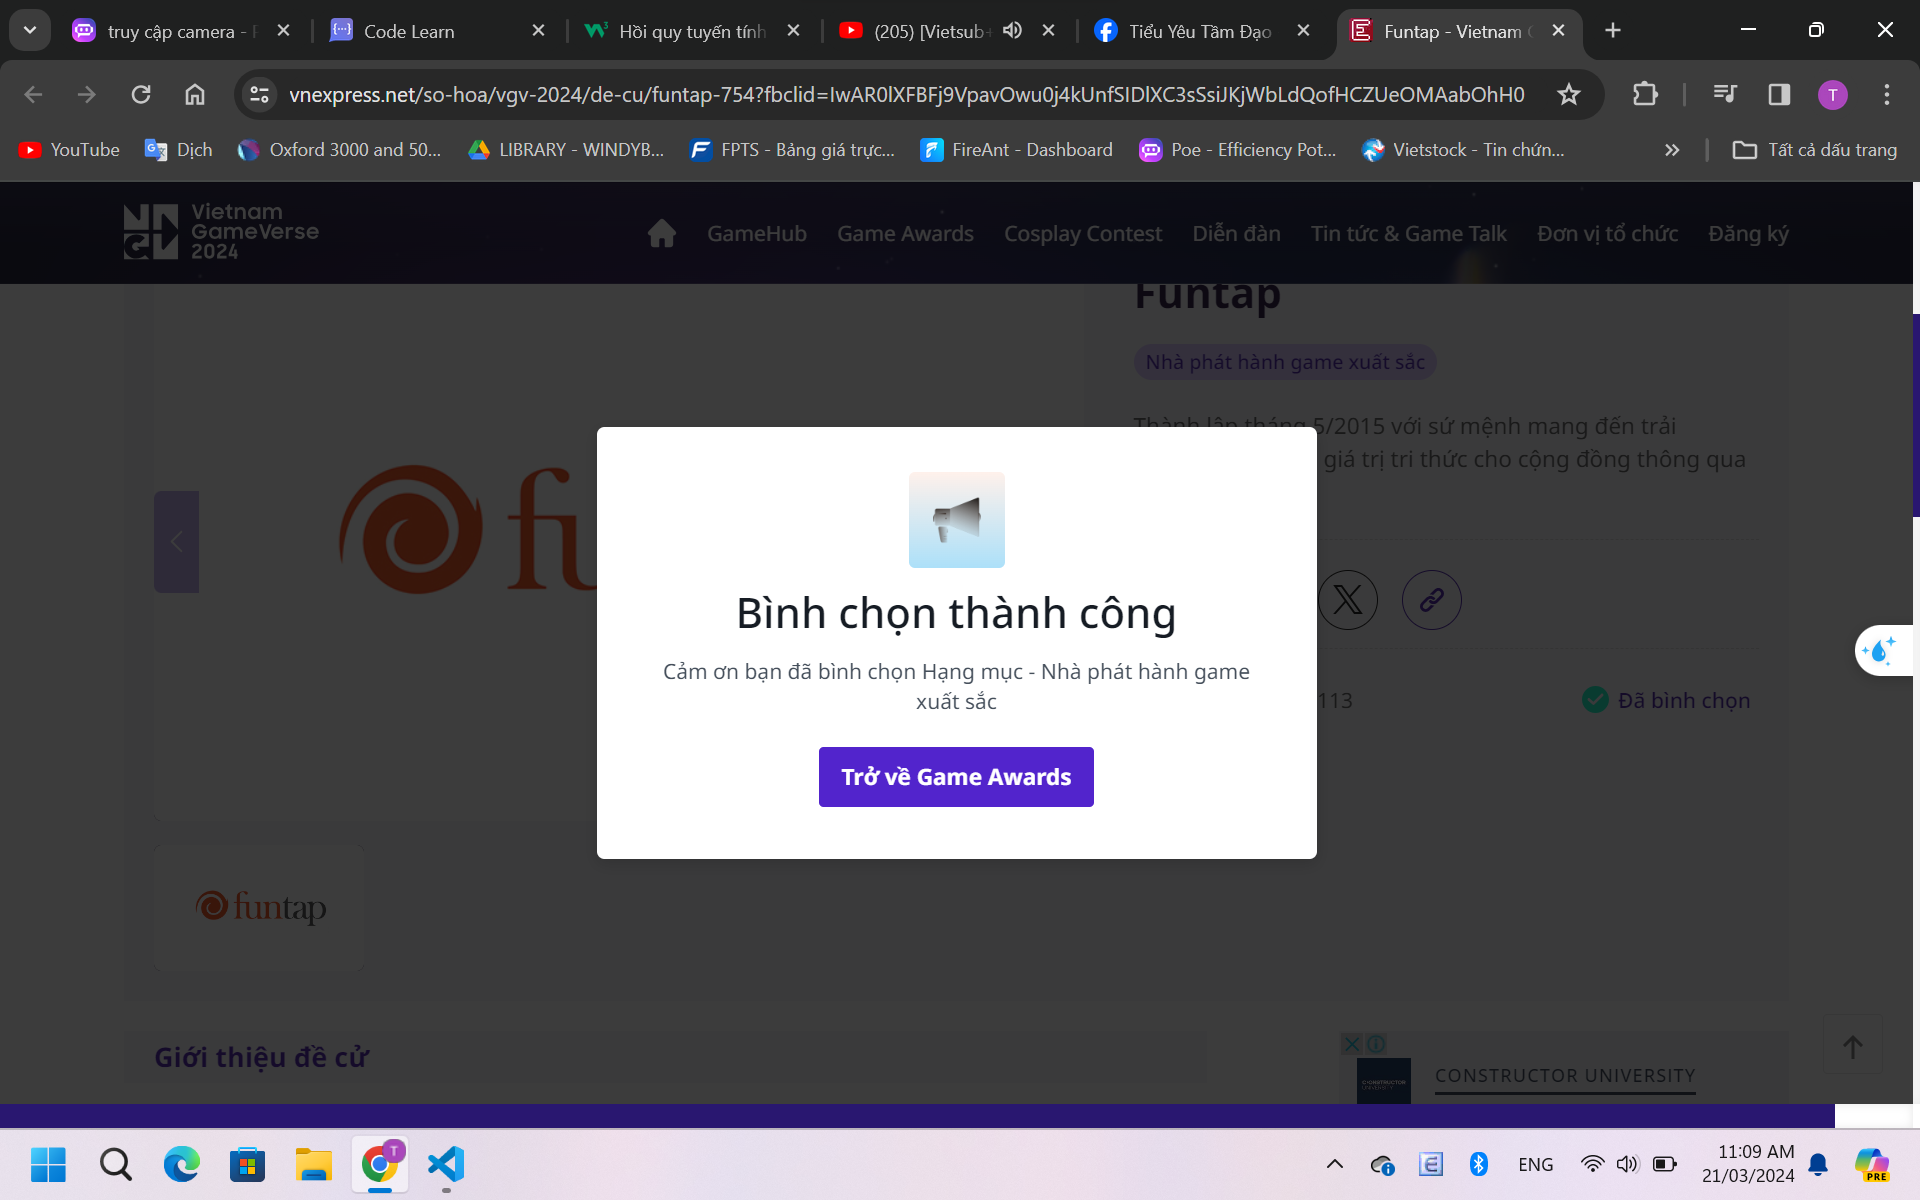 truy cập camera -
Code Learn
Hồi quy tuyến tính
(205) [Vietsub+
Tiểu Yêu Tầm Đạo
Funtap - Vietnam
vnexpress.net/so-hoa/vgv-2024/de-cu/funtap-754?fbclid=IwAR0lXFBFj9VpavOwu0j4kUnfSIDlXC3sSsiJKjWbLdQofHCZUeOMAabOhH0
T
YouTube
Dịch
Oxford 3000 and 50...
LIBRARY - WINDYB...
FPTS - Bảng giá trực...
FireAnt - Dashboard
Poe - Efficiency Pot...
Vietstock - Tin chứn...
Tất cả dấu trang
Vietnam
GameVerse
2024
GameHub
Game Awards
Cosplay Contest
Diễn đàn
Tin tức & Game Talk
Đơn vị tổ chức
Đăng ký
Funtap
Nhà phát hành game xuất sắc
Thành lập tháng 5/2015 với sứ mệnh mang đến trải
giá trị tri thức cho cộng đồng thông qua
fu
Bình chọn thành công
Cảm ơn bạn đã bình chọn Hạng mục - Nhà phát hành game
xuất sắc
113
Đã bình chọn
Trở về Game Awards
funtap
Giới thiệu đề cử
CONSTRUCTOR UNIVERSITY
CONSTRUCTOR
UNIVERSITY
T
ENG
11:09 AM
21/03/2024
PRE